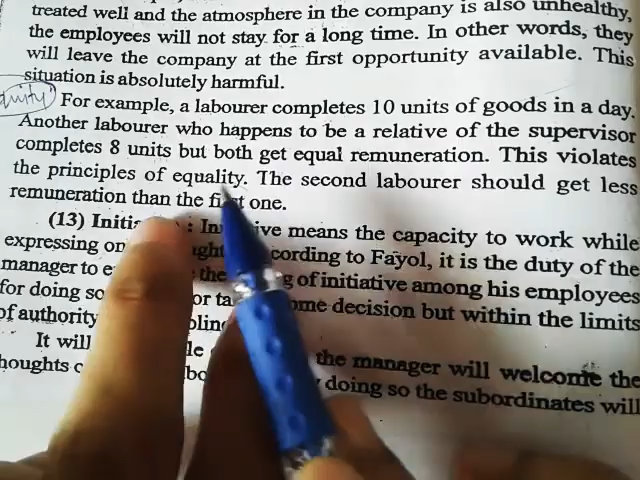 treated well and the atmosphere in the company is also unhealthy,
the employees will not stay for a long time. In other words, they
will leave the company at the first opportunity available. This
situation is absolutely harmful.
For example, a labourer completes 10 units of goods in a day.
Another labourer who happens to be a relative of the supervisor
completes 8 units but both get equal remuneration. This violates
the principles of equality. The second labourer should get less
remuneration than the first one.
(13) : means the capacity to work while
expressing according to Fayol, it is the duty of the
manager to the of initiative among his employees
for doing so or some decision but within the limits
of authority
It will the manager will welcome the
doing so the subordinates will